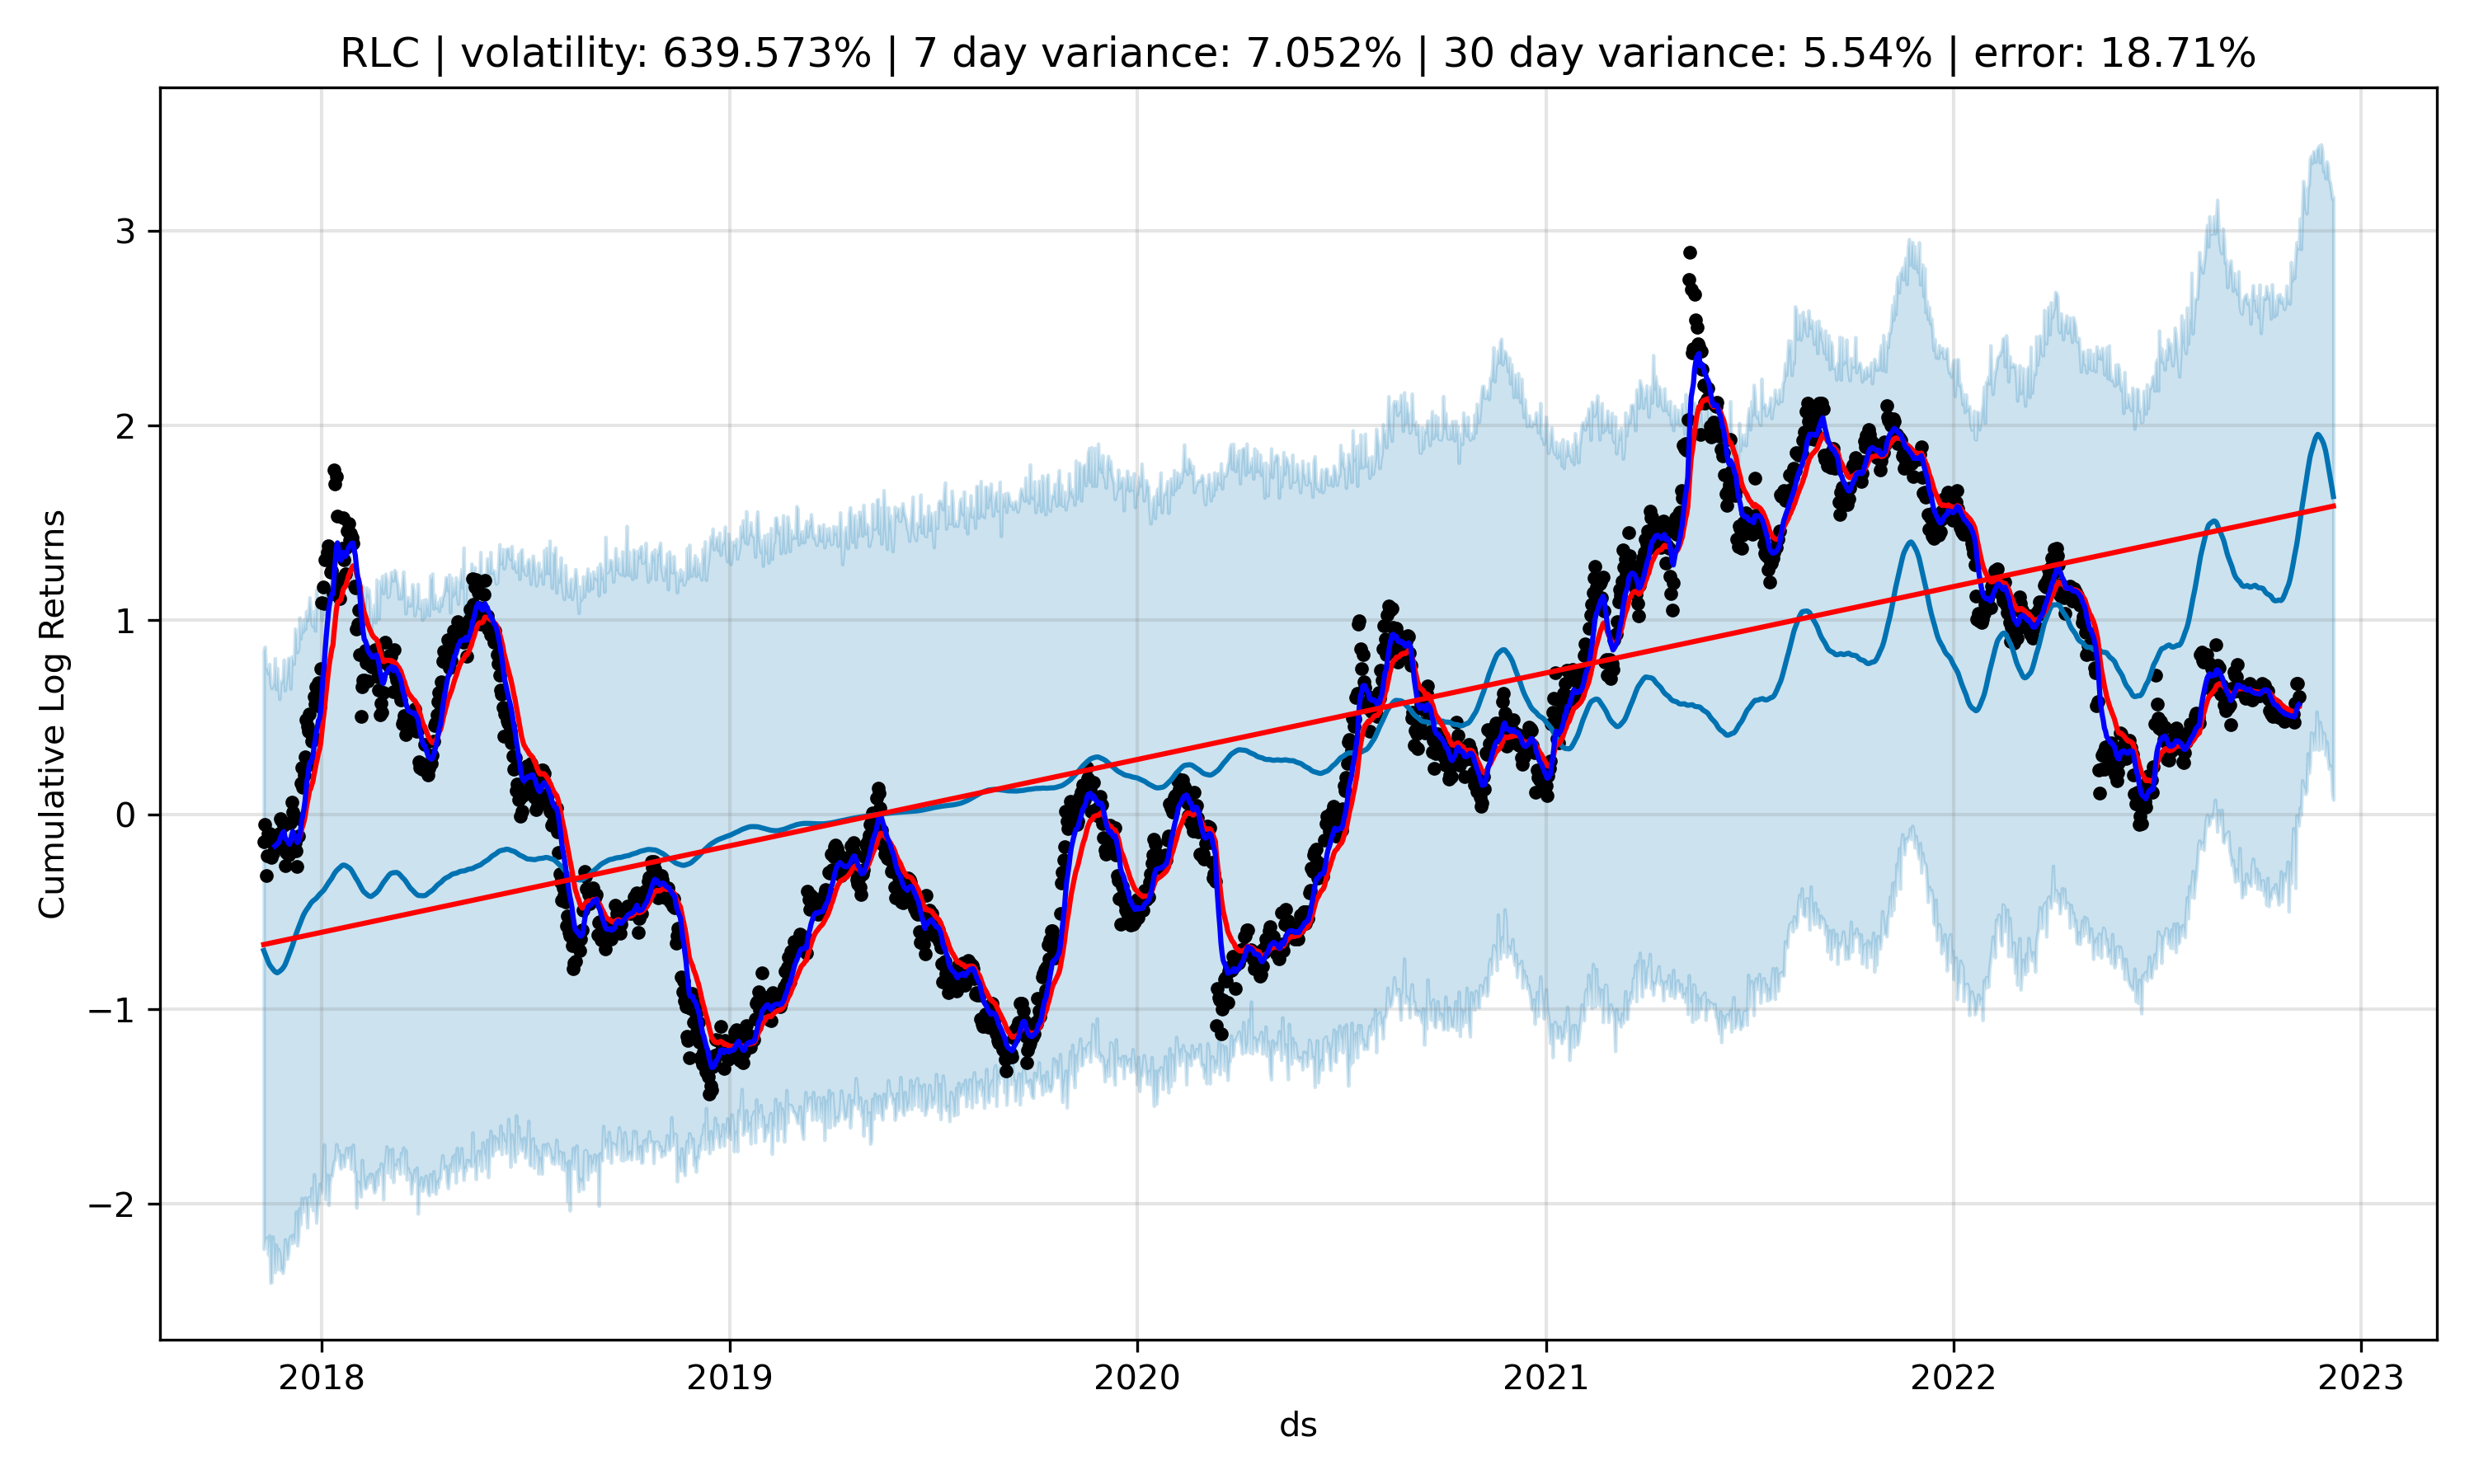 RLC | volatility: 639.573% | 7 day variance: 7.052% | 30 day variance: 5.54% | error: 18.71%
Cumulative Log Returns
3
2
1
0
−1
−2
2018 2019 2020 2021 2022 2023
ds